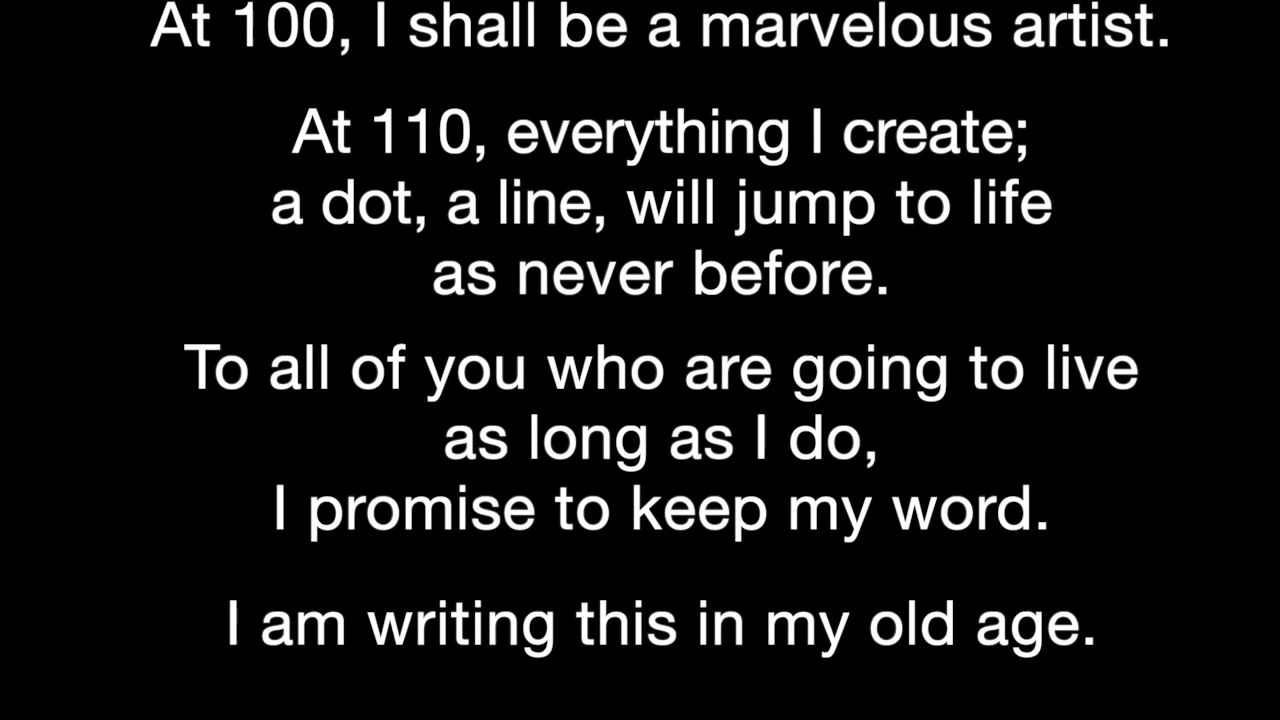 At 100, I shall be a marvelous artist.
At 110, everything I create;
a dot, a line, will jump to life
as never before.
To all of you who are going to live
as long as I do,
I promise to keep my word.
I am writing this in my old age.